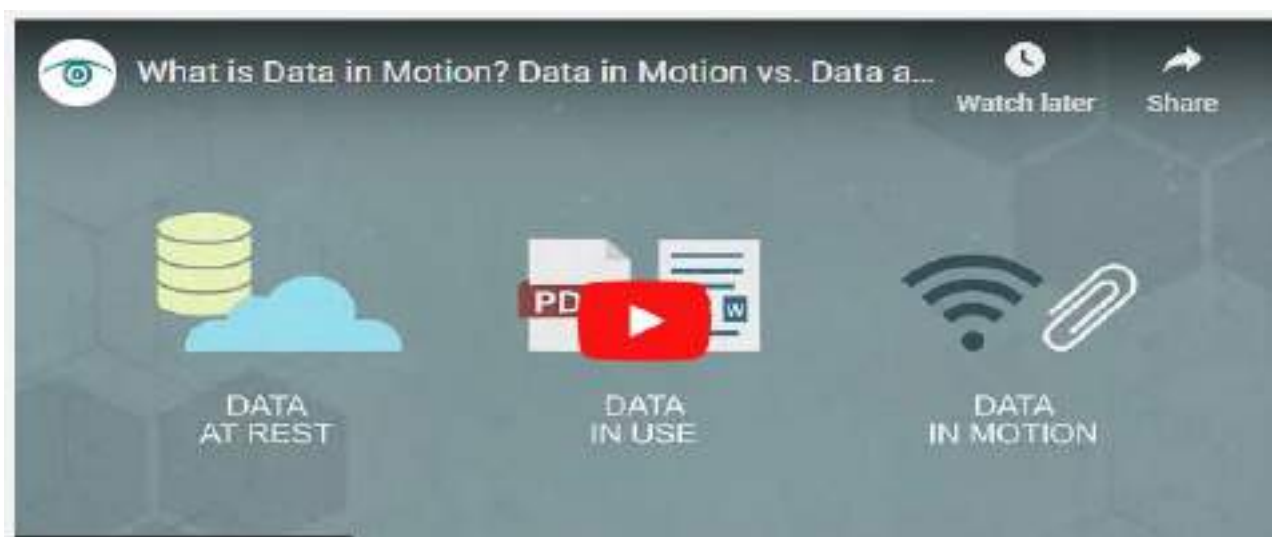 What is Data in Motion? Data in Motion vs. Data a...
Watch later
Share
PD
W
DATA
AT REST
DATA
IN USE
DATA
IN MOTION